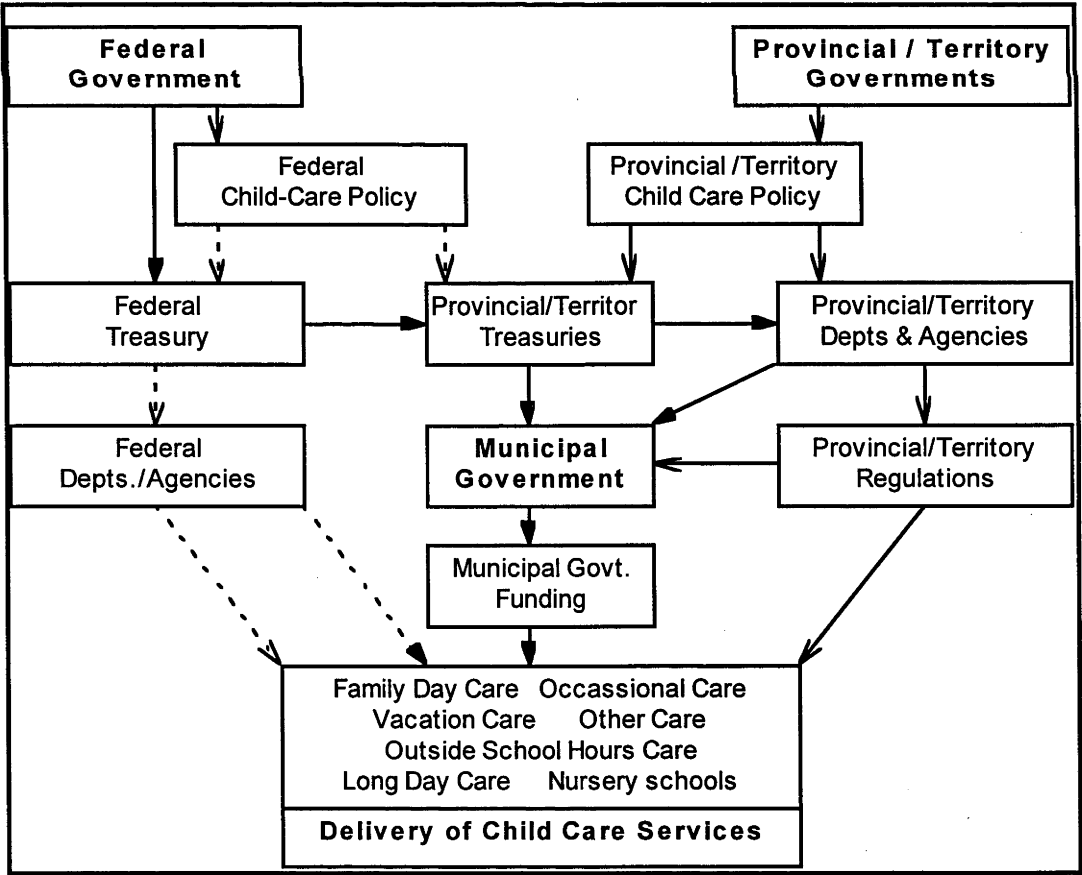 Federal
Government
Provincial / Territory
Governments
Federal
Child-Care Policy
Provincial /Territory
Child Care Policy
Federal
Treasury
Provincial/Territor
Treasuries
Provincial/Territory
Depts & Agencies
Federal
Depts./Agencies
Municipal
Government
Provincial/Territory
Regulations
Municipal Govt.
Funding
Family Day Care Occassional Care
Vacation Care Other Care
Outside School Hours Care
Long Day Care Nursery schools
Delivery of Child Care Services